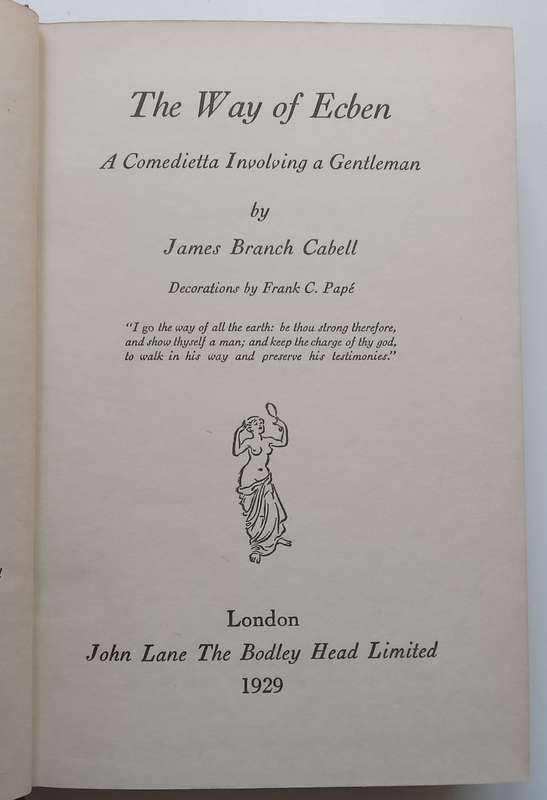 The Way of Ecben
A Comedietta Involving a Gentleman
by
James Branch Cabell
Decorations by Frank C. Papé
"I go the way of all the earth: be thou strong therefore,
and show thyself a man; and keep the charge of thy god,
to walk in his way and preserve his testimonies."
London
John Lane The Bodley Head Limited
1929